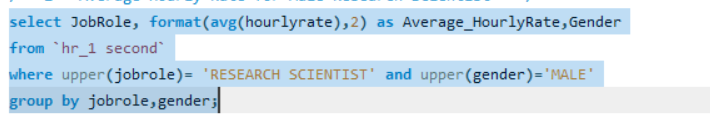 select JobRole, format(avg(hourlyrate),2) as Average_HourlyRate,Gender
from `hr_1 second`
where upper(jobrole)= 'RESEARCH SCIENTIST' and upper(gender)='MALE'
group by jobrole,gender;